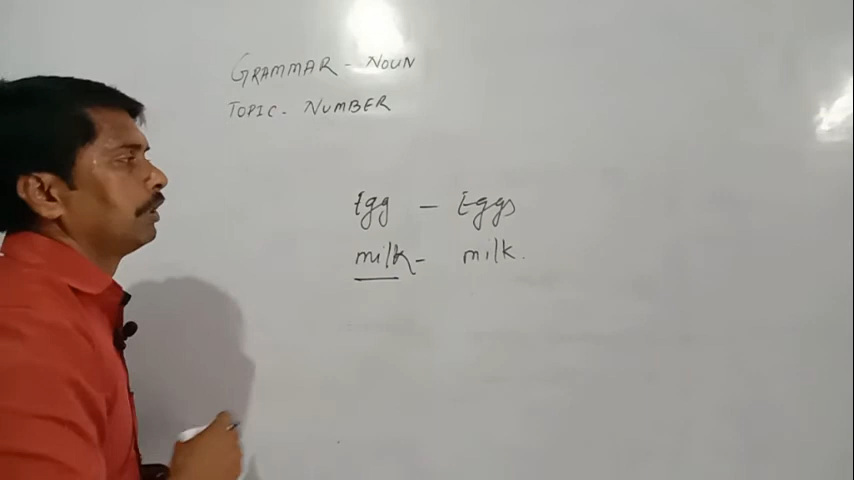 GRAMMAR - NOUN
TOPIC - NUMBER
Egg - Eggs
milk - milk.